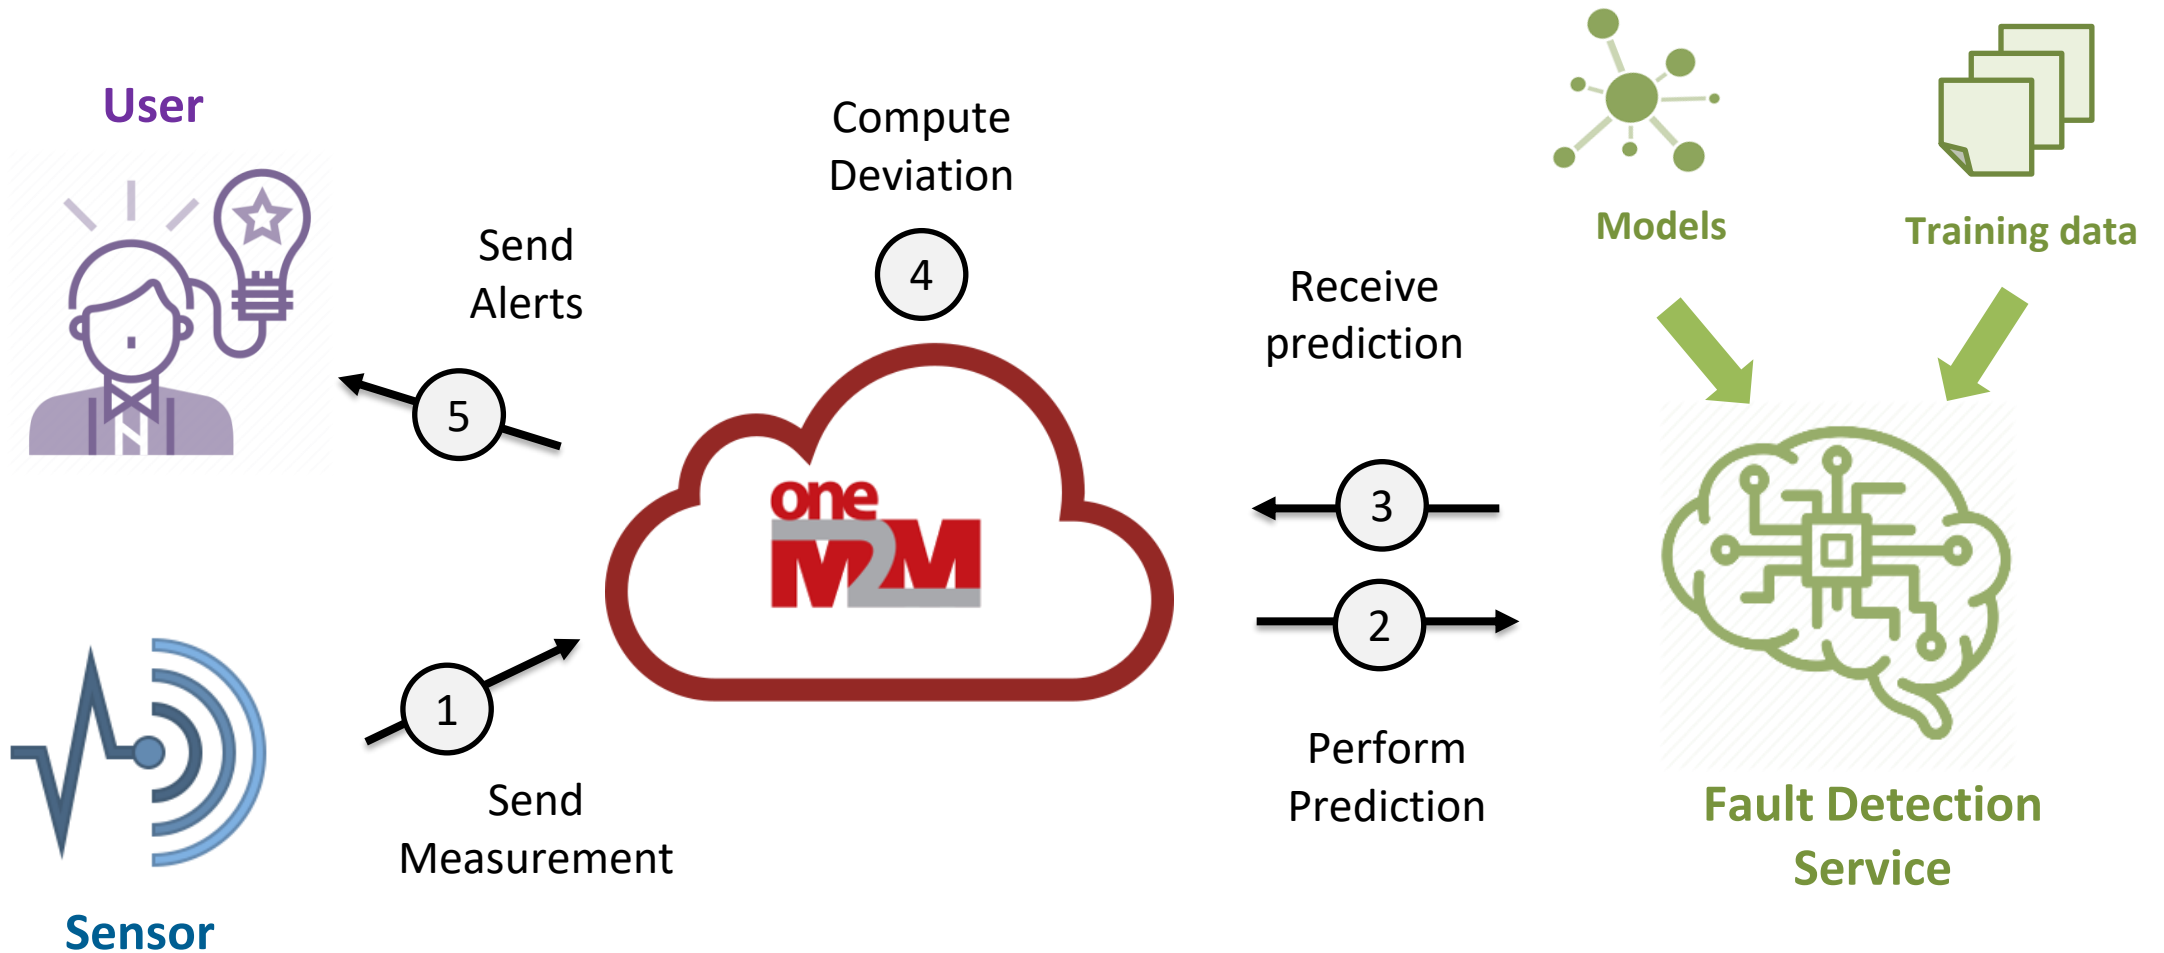 User
Compute
Deviation
4
Send
Alerts
5
Receive
prediction
Models
Training data
one
M2M
3
2
1
Send
Measurement
Perform
Prediction
Fault Detection
Service
Sensor